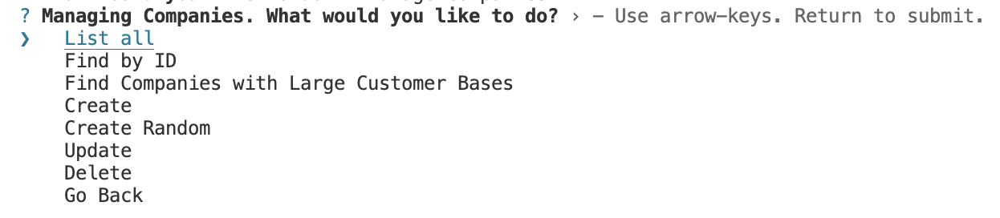 ? Managing Companies. What would you like to do? › - Use arrow-keys. Return to submit.
❯ List all
Find by ID
Find Companies with Large Customer Bases
Create
Create Random
Update
Delete
Go Back